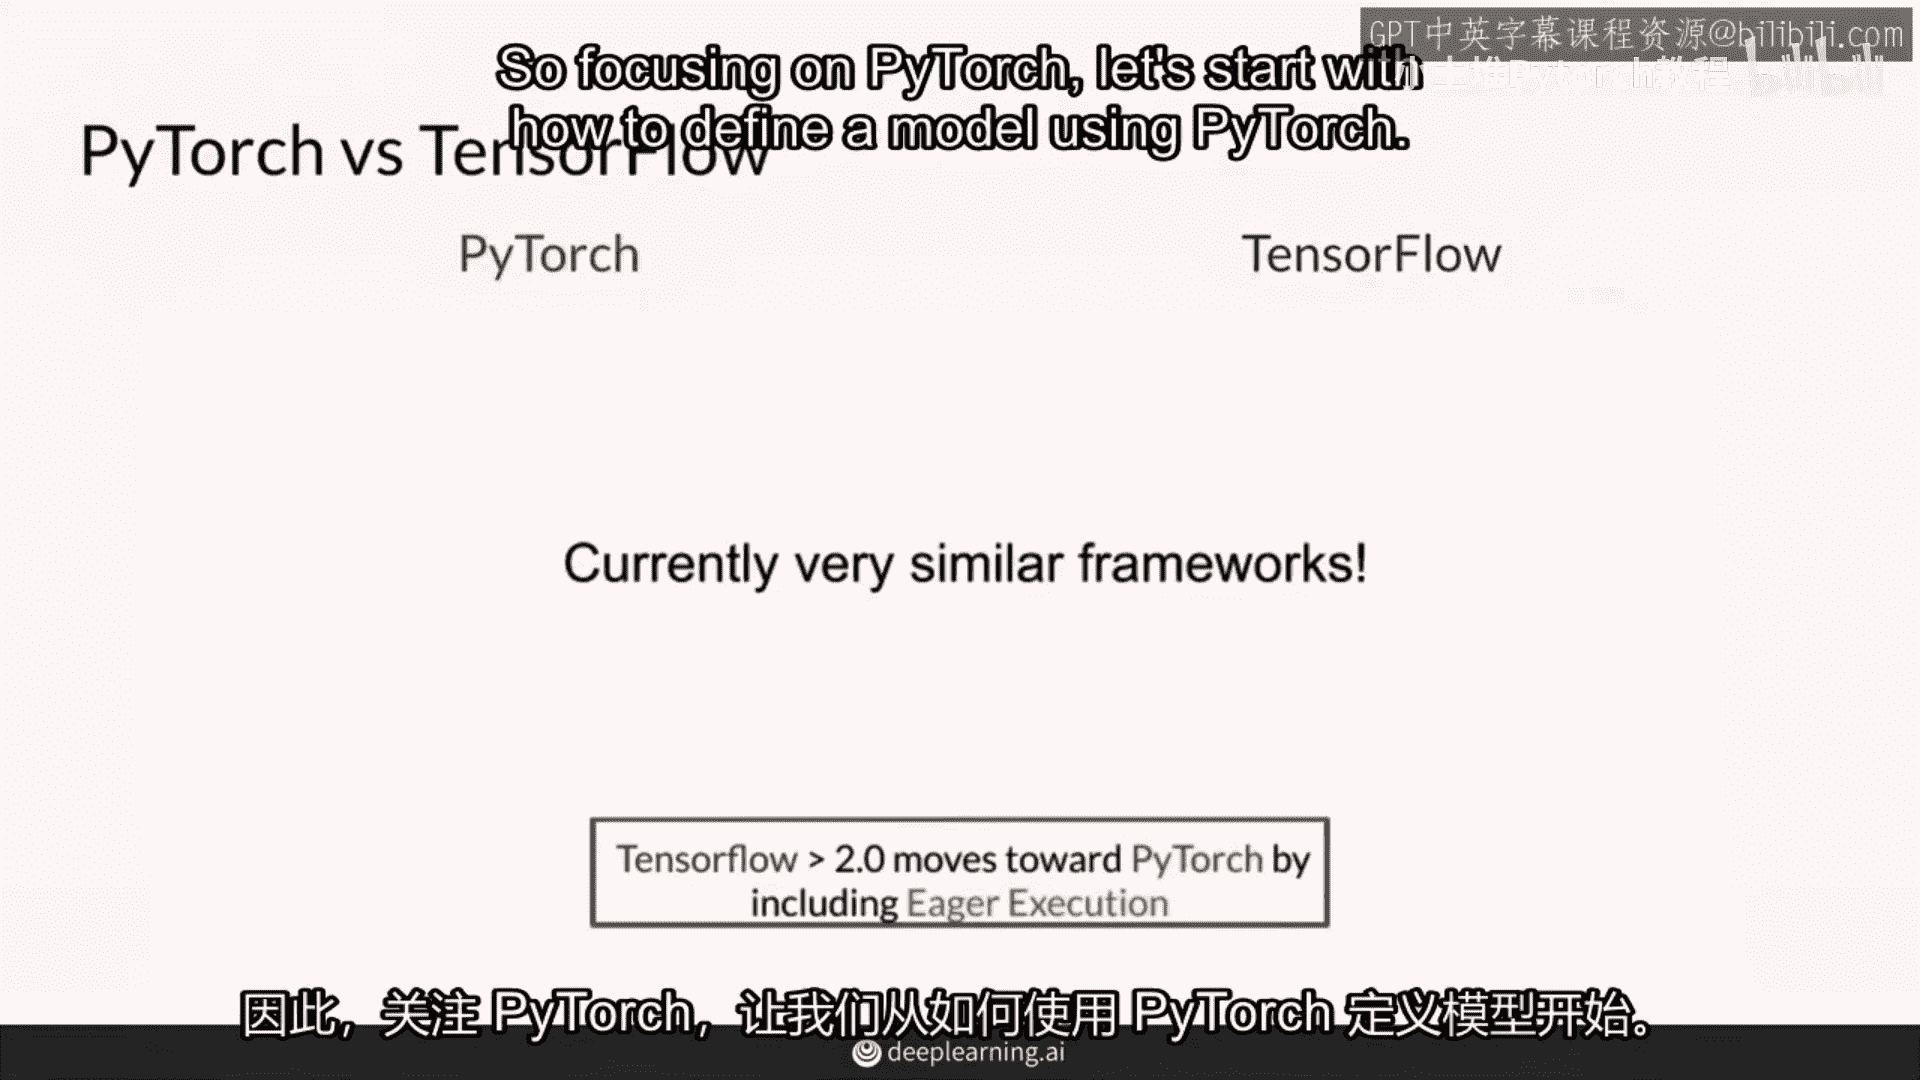 GPT中英字幕课程资源@bilibili.com
So focusing on PyTorch, let's start with
how to define a model using PyTorch.
PyTorch vs TensorFlow
PyTorch
TensorFlow
Currently very similar frameworks!
Tensorflow > 2.0 moves toward PyTorch by
including Eager Execution
因此，关注 PyTorch，让我们从如何使用 PyTorch 定义模型开始。
deeplearning.ai